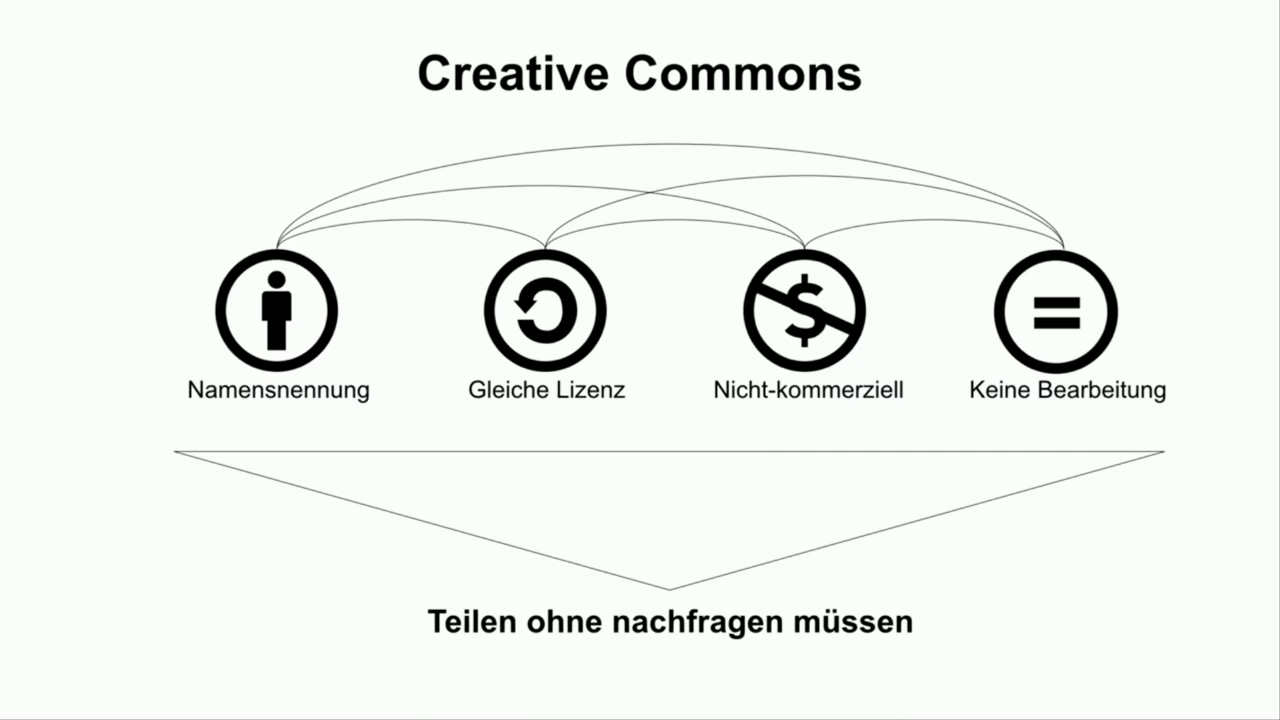 Creative Commons
Namensnennung
Gleiche Lizenz
Nicht-kommerziell
Keine Bearbeitung
Teilen ohne nachfragen müssen